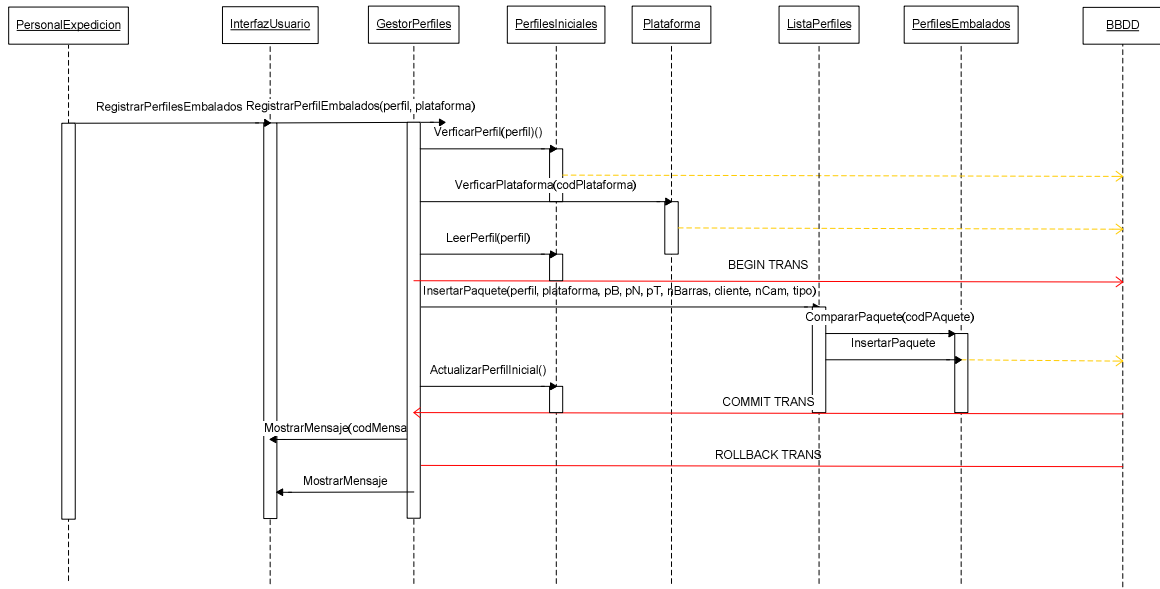 PersonalExpedicion
InterfazUsuario
GestorPerfiles
PerfilesIniciales
Plataforma
ListaPerfiles
PerfilesEmbalados
BBDD
RegistrarPerfilesEmbalados
RegistrarPerfilEmbalados(perfil, plataforma)
VerficarPerfil(perfil)()
VerficarPlataforma(codPlataforma)
LeerPerfil(perfil)
BEGIN TRANS
InsertarPaquete(perfil, plataforma, pB, pN, pT, nBarras, cliente, nCam, tipo)
CompararPaquete(codPAquete)
InsertarPaquete
ActualizarPerfilInicial()
COMMIT TRANS
MostrarMensaje(codMensa
ROLLBACK TRANS
MostrarMensaje